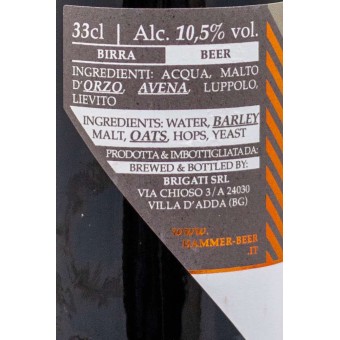 33cl | Alc. 10,5% vol.
BIRRA BEER
INGREDIENTI: ACQUA, MALTO
D'ORZO, AVENA, LUPPOLO,
LIEVITO
INGREDIENTS: WATER, BARLEY
MALT, OATS, HOPS, YEAST
PRODOTTA & IMBOTTIGLIATA DA:
BREWED & BOTTLED BY:
BRIGATI SRL
VIA CHIOSO 3/A 24030
VILLA D'ADDA (BG)
WWW.
HAMMER-BEER
.IT